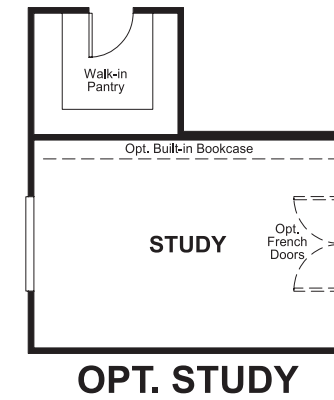 Walk-in
Pantry
Opt. Built-in Bookcase
STUDY
Opt.
French
Doors
OPT. STUDY